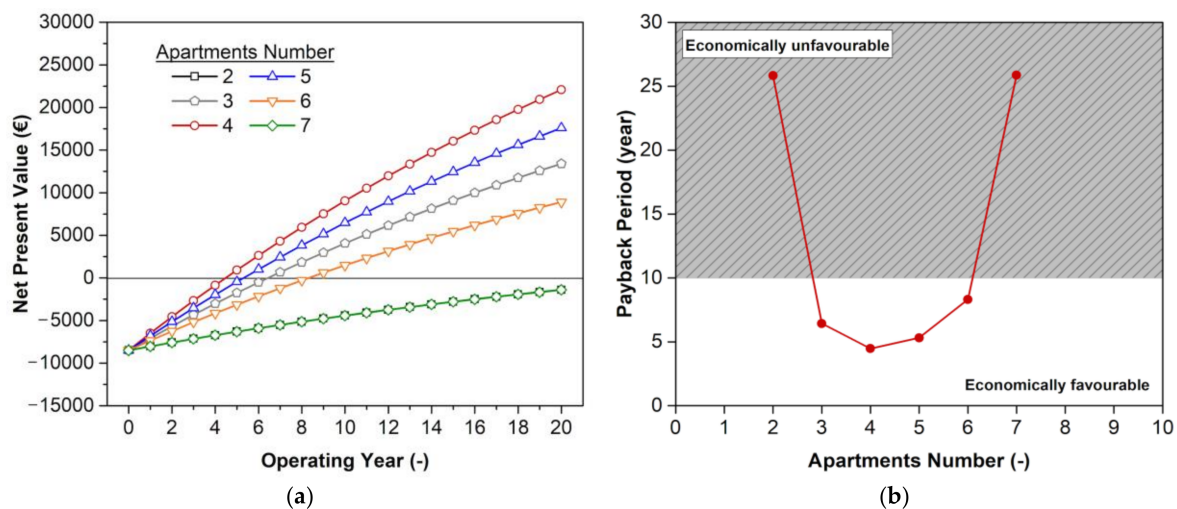 30000
25000
20000
15000
10000
5000
0
−5000
−10000
−15000
Net Present Value (€)
Apartments Number
2 5
3 6
4 7
0 2 4 6 8 10 12 14 16 18 20
Operating Year (-)
(a)
30
25
20
15
10
5
0
Payback Period (year)
Economically unfavourable
Economically favourable
0 1 2 3 4 5 6 7 8 9 10
Apartments Number (-)
(b)